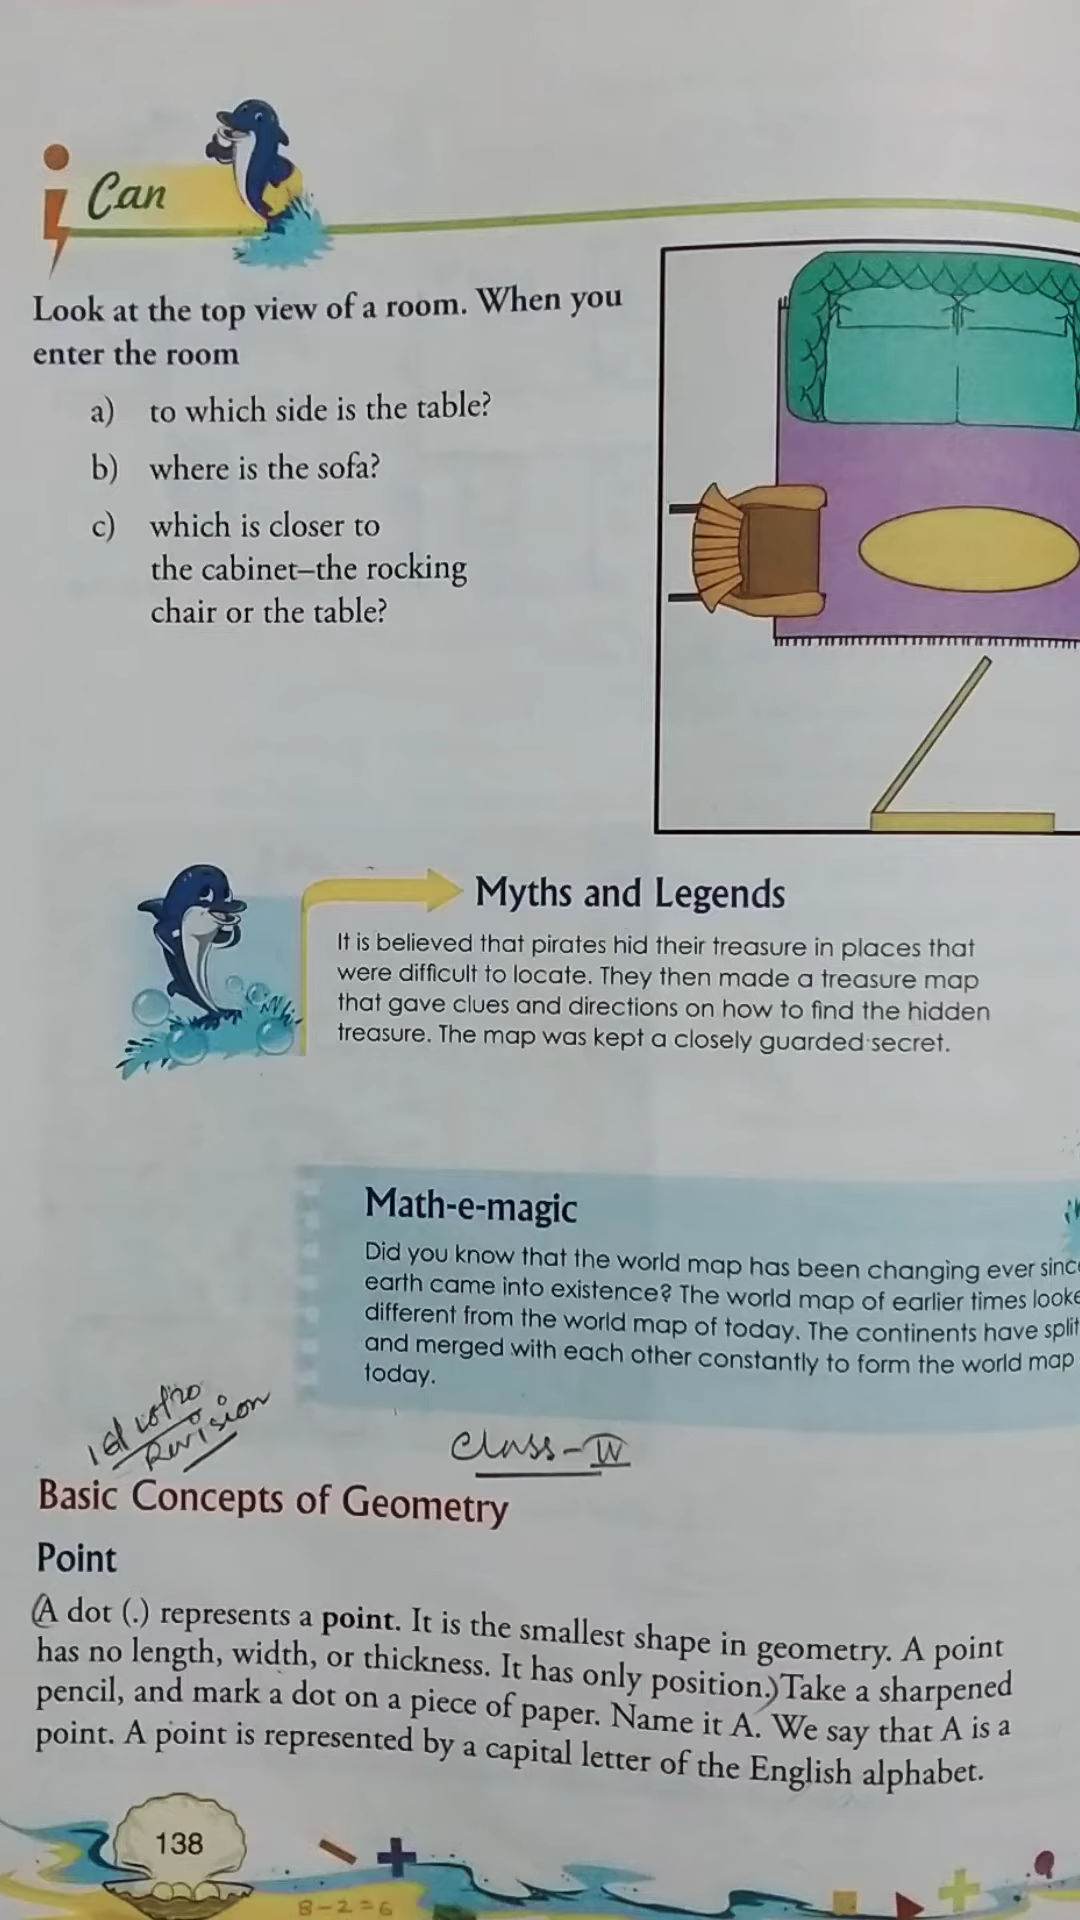 i Can
Look at the top view of a room. When you
enter the room
a) to which side is the table?
b) where is the sofa?
c) which is closer to
the cabinet–the rocking
chair or the table?
Myths and Legends
It is believed that pirates hid their treasure in places that
were difficult to locate. They then made a treasure map
that gave clues and directions on how to find the hidden
treasure. The map was kept a closely guarded secret.
Math-e-magic
Did you know that the world map has been changing ever since
earth came into existence? The world map of earlier times looke
different from the world map of today. The continents have split
and merged with each other constantly to form the world map
today.
Revision
Class-IV
Basic Concepts of Geometry
Point
(A dot (.) represents a point. It is the smallest shape in geometry. A point
has no length, width, or thickness. It has only position.) Take a sharpened
pencil, and mark a dot on a piece of paper. Name it A. We say that A is a
point. A point is represented by a capital letter of the English alphabet.
138
8-2=6